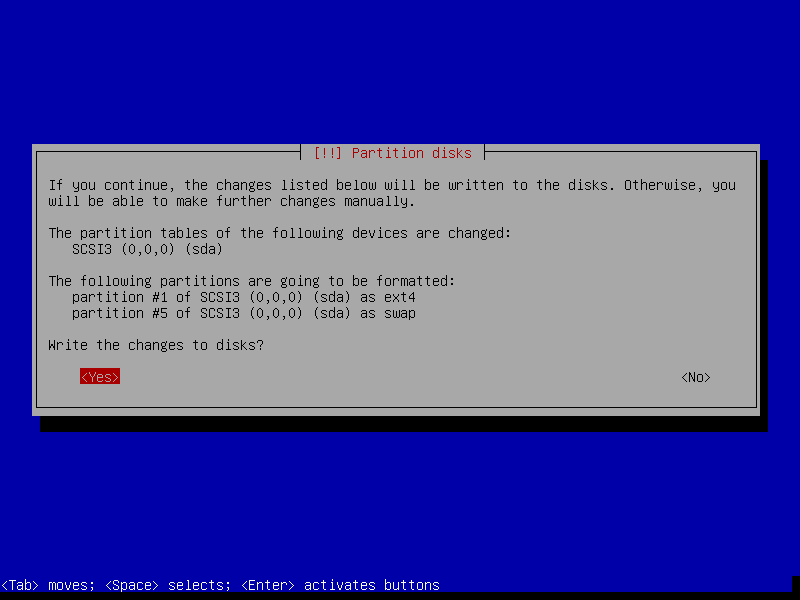 [!!] Partition disks
If you continue, the changes listed below will be written to the disks. Otherwise, you
will be able to make further changes manually.
The partition tables of the following devices are changed:
SCSI3 (0,0,0) (sda)
The following partitions are going to be formatted:
partition #1 of SCSI3 (0,0,0) (sda) as ext4
partition #5 of SCSI3 (0,0,0) (sda) as swap
Write the changes to disks?
<Yes> <No>
<Tab> moves; <Space> selects; <Enter> activates buttons